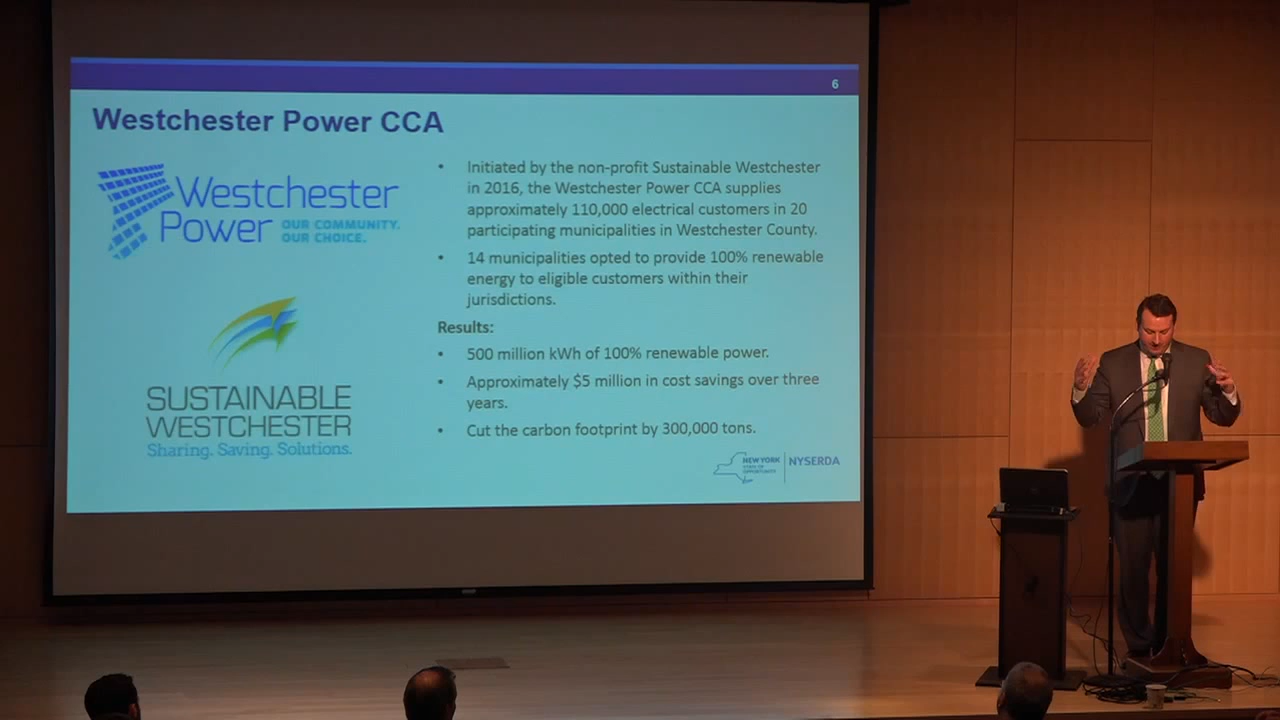 6
Westchester Power CCA
Westchester
Power OUR COMMUNITY.
OUR CHOICE.
SUSTAINABLE
WESTCHESTER
Sharing. Saving. Solutions.
• Initiated by the non-profit Sustainable Westchester
in 2016, the Westchester Power CCA supplies
approximately 110,000 electrical customers in 20
participating municipalities in Westchester County.
• 14 municipalities opted to provide 100% renewable
energy to eligible customers within their
jurisdictions.
Results:
• 500 million kWh of 100% renewable power.
• Approximately $5 million in cost savings over three
years.
• Cut the carbon footprint by 300,000 tons.
NEW YORK
STATE OF
OPPORTUNITY
NYSERDA